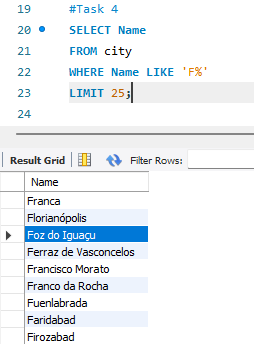 19 #Task 4
20 SELECT Name
21 FROM city
22 WHERE Name LIKE 'F%'
23 LIMIT 25;
24
Result Grid Filter Rows:
Name
Franca
Florianópolis
Foz do Iguaçu
Ferraz de Vasconcelos
Francisco Morato
Franco da Rocha
Fuenlabrada
Faridabad
Firozabad